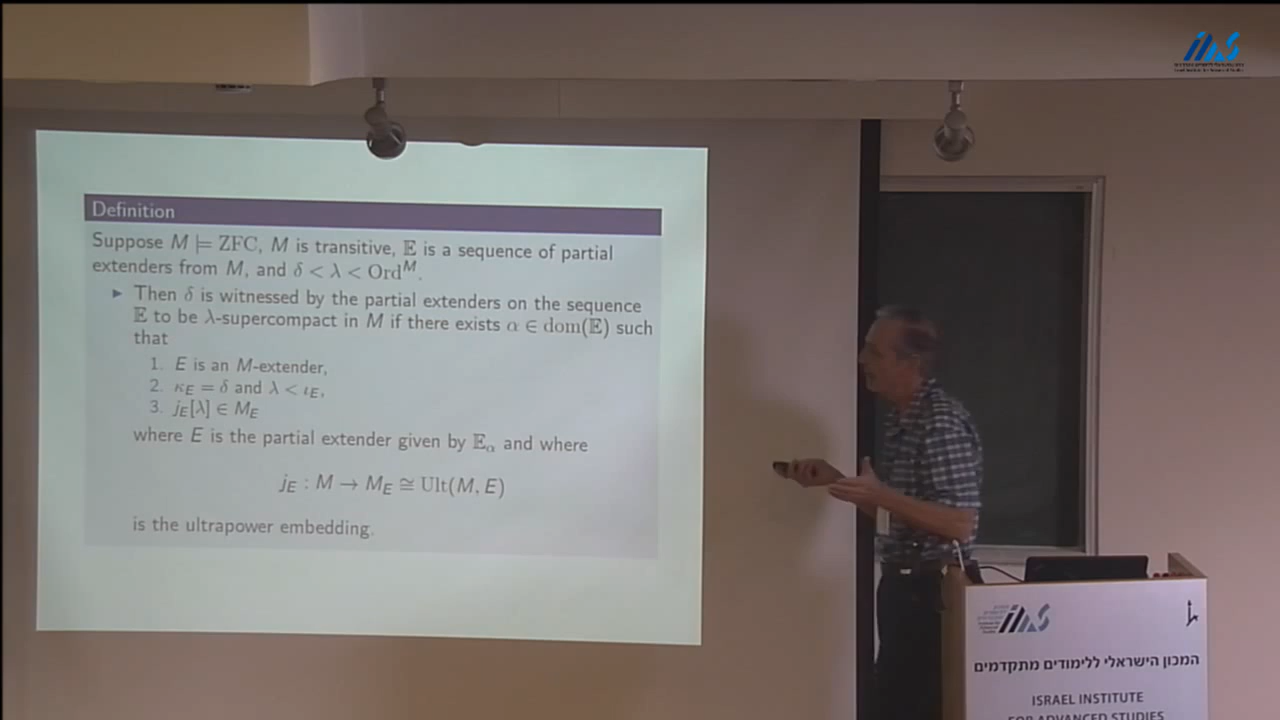 Definition
Suppose M ⊨ ZFC, M is transitive, 𝔼 is a sequence of partial
extenders from M, and δ < λ < Ord^M.
▶ Then δ is witnessed by the partial extenders on the sequence
𝔼 to be λ-supercompact in M if there exists α ∈ dom(𝔼) such
that
1. E is an M-extender,
2. κ_E = δ and λ < ι_E,
3. j_E[λ] ∈ M_E
where E is the partial extender given by 𝔼_α and where
j_E : M → M_E ≅ Ult(M, E)
is the ultrapower embedding.
המכון הישראלי ללימודים מתקדמים
ISRAEL INSTITUTE
FOR ADVANCED STUDIES